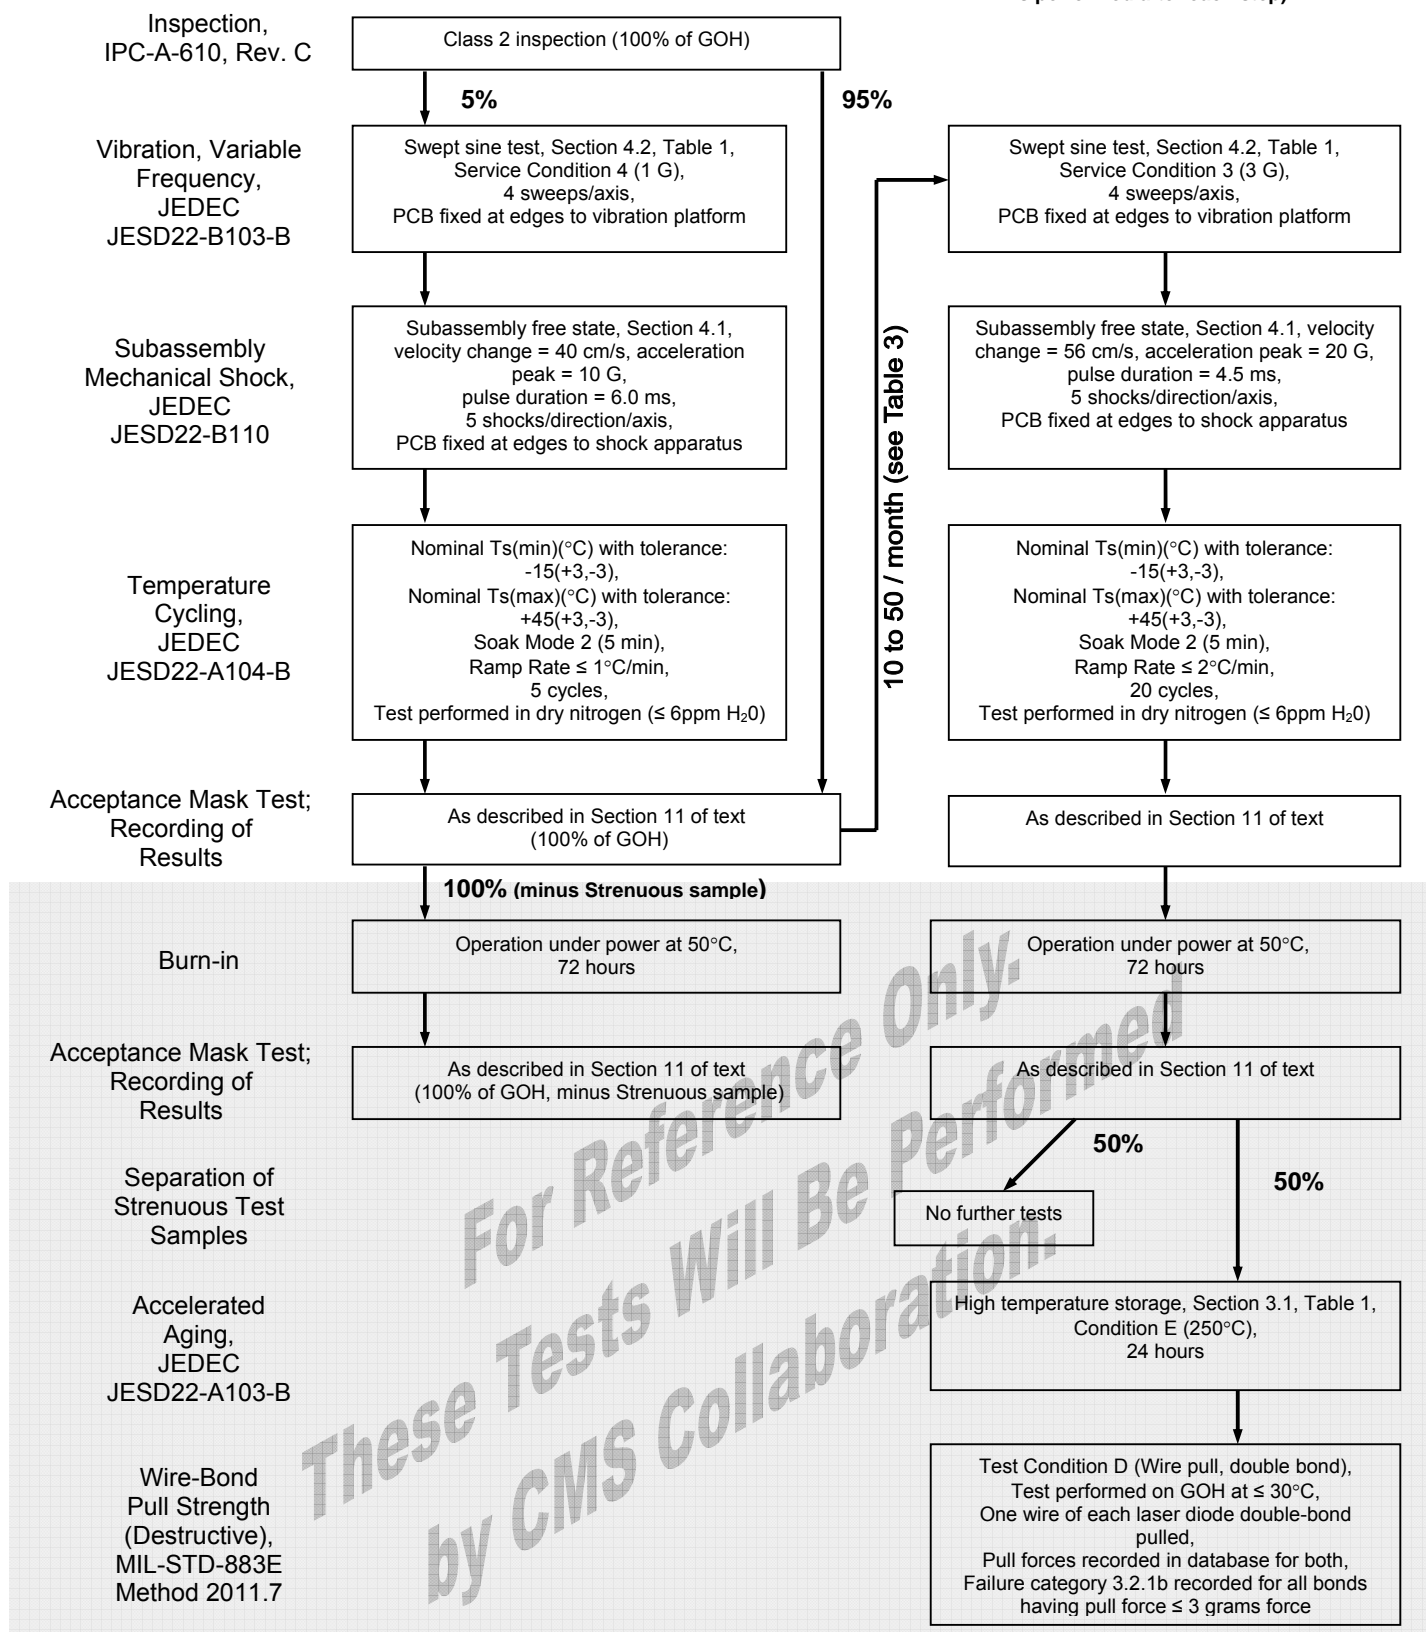 Inspection,
IPC-A-610, Rev. C
Class 2 inspection (100% of GOH)
5%
95%
Vibration, Variable
Frequency,
JEDEC
JESD22-B103-B
Swept sine test, Section 4.2, Table 1,
Service Condition 4 (1 G),
4 sweeps/axis,
PCB fixed at edges to vibration platform
Swept sine test, Section 4.2, Table 1,
Service Condition 3 (3 G),
4 sweeps/axis,
PCB fixed at edges to vibration platform
Subassembly
Mechanical Shock,
JEDEC
JESD22-B110
Subassembly free state, Section 4.1,
velocity change = 40 cm/s, acceleration
peak = 10 G,
pulse duration = 6.0 ms,
5 shocks/direction/axis,
PCB fixed at edges to shock apparatus
10 to 50 / month (see Table 3)
Subassembly free state, Section 4.1, velocity
change = 56 cm/s, acceleration peak = 20 G,
pulse duration = 4.5 ms,
5 shocks/direction/axis,
PCB fixed at edges to shock apparatus
Temperature
Cycling,
JEDEC
JESD22-A104-B
Nominal Ts(min)(°C) with tolerance:
-15(+3,-3),
Nominal Ts(max)(°C) with tolerance:
+45(+3,-3),
Soak Mode 2 (5 min),
Ramp Rate ≤ 1°C/min,
5 cycles,
Test performed in dry nitrogen (≤ 6ppm H₂0)
Nominal Ts(min)(°C) with tolerance:
-15(+3,-3),
Nominal Ts(max)(°C) with tolerance:
+45(+3,-3),
Soak Mode 2 (5 min),
Ramp Rate ≤ 2°C/min,
20 cycles,
Test performed in dry nitrogen (≤ 6ppm H₂0)
Acceptance Mask Test;
Recording of
Results
As described in Section 11 of text
(100% of GOH)
As described in Section 11 of text
100% (minus Strenuous sample)
Burn-in
Operation under power at 50°C,
72 hours
Operation under power at 50°C,
72 hours
Acceptance Mask Test;
Recording of
Results
As described in Section 11 of text
(100% of GOH, minus Strenuous sample)
As described in Section 11 of text
50%
50%
Separation of
Strenuous Test
Samples
No further tests
Accelerated
Aging,
JEDEC
JESD22-A103-B
High temperature storage, Section 3.1, Table 1,
Condition E (250°C),
24 hours
Wire-Bond
Pull Strength
(Destructive),
MIL-STD-883E
Method 2011.7
Test Condition D (Wire pull, double bond),
Test performed on GOH at ≤ 30°C,
One wire of each laser diode double-bond
pulled,
Pull forces recorded in database for both,
Failure category 3.2.1b recorded for all bonds
having pull force ≤ 3 grams force
For Reference Only.
These Tests Will Be Performed
by CMS Collaboration.